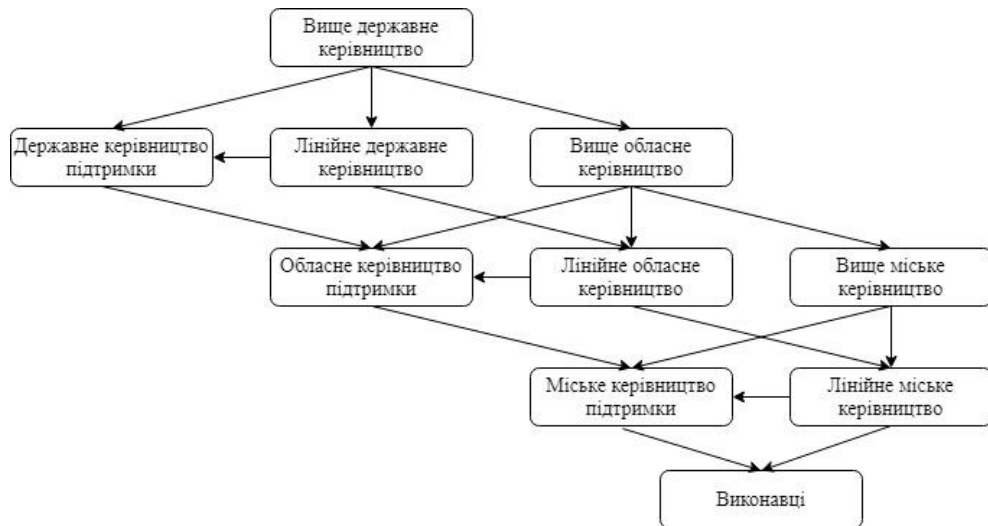 Вище державне
керівництво
Державне керівництво
підтримки
Лінійне державне
керівництво
Вище обласне
керівництво
Обласне керівництво
підтримки
Лінійне обласне
керівництво
Вище міське
керівництво
Міське керівництво
підтримки
Лінійне міське
керівництво
Виконавці